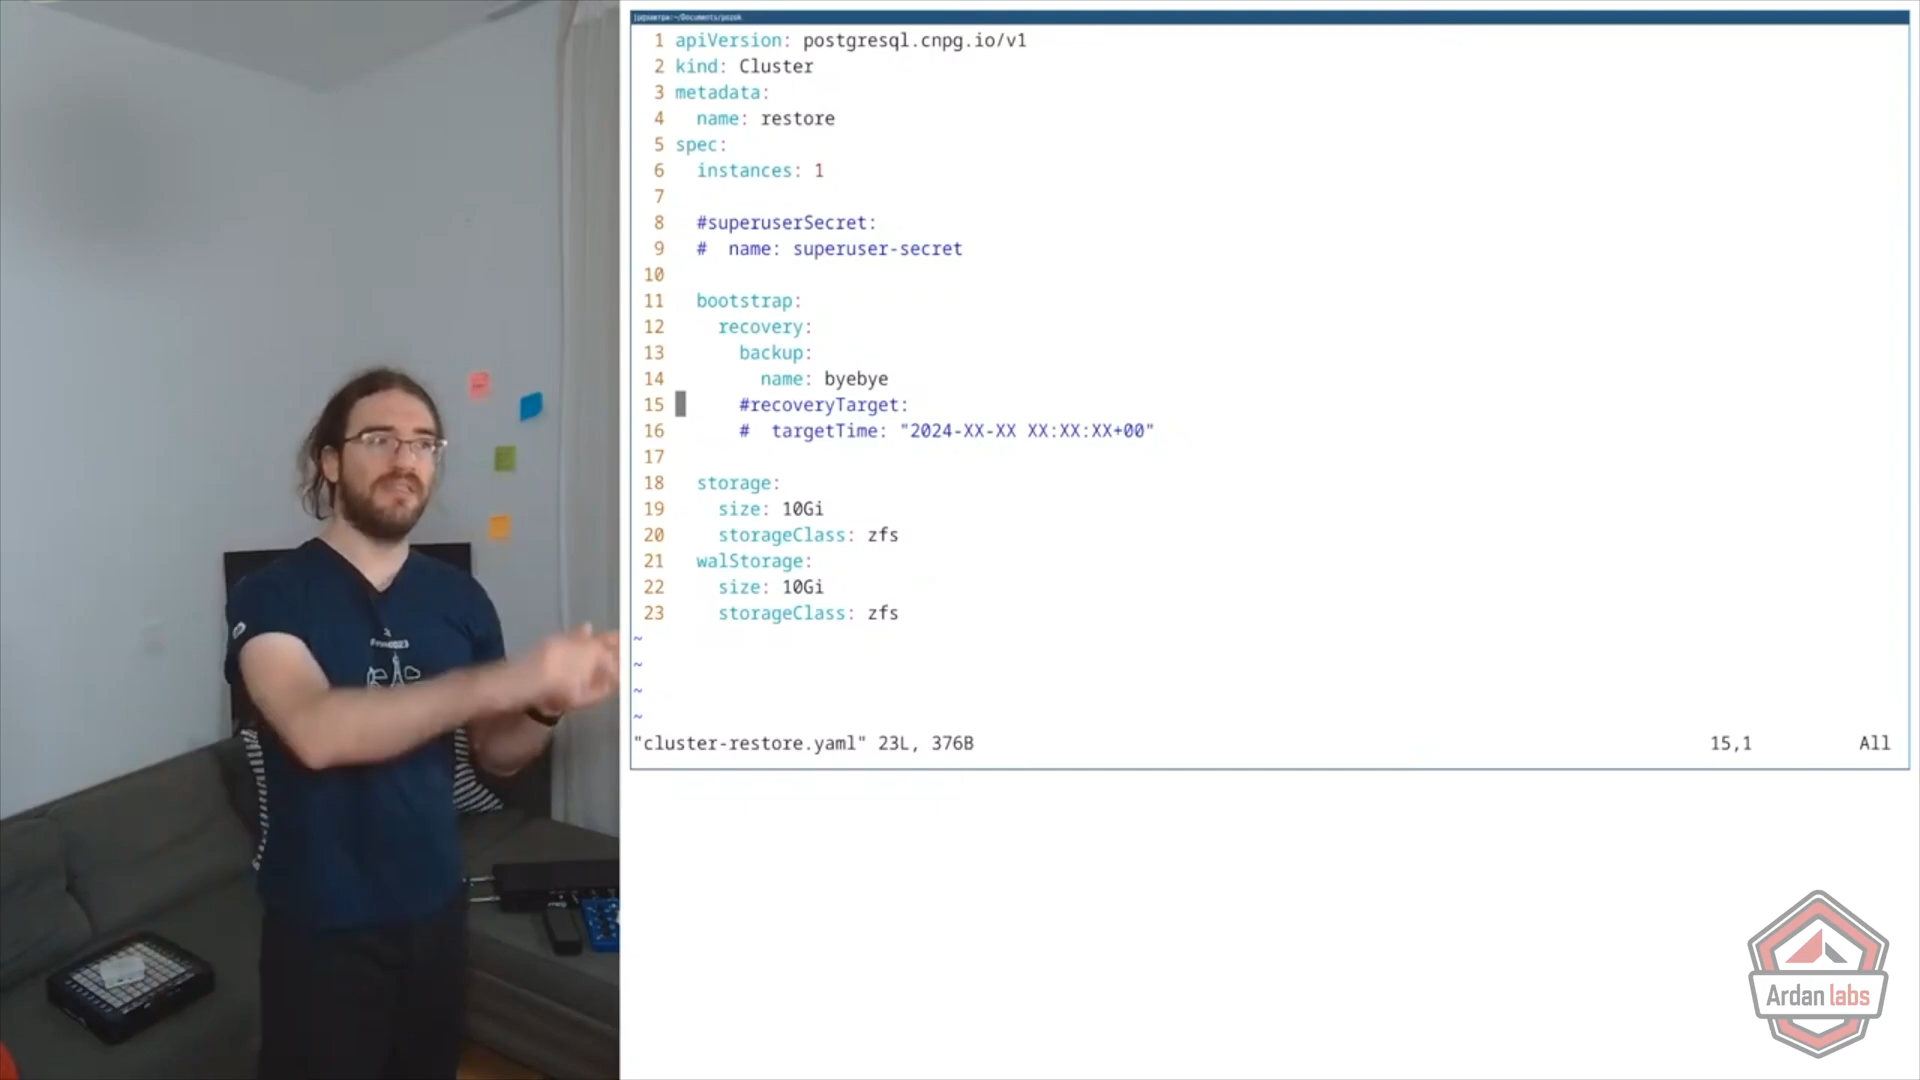 1 apiVersion: postgresql.cnpg.io/v1
2 kind: Cluster
3 metadata:
4   name: restore
5 spec:
6   instances: 1
7
8   #superuserSecret:
9   #  name: superuser-secret
10
11   bootstrap:
12     recovery:
13       backup:
14         name: byebye
15       #recoveryTarget:
16       #  targetTime: "2024-XX-XX XX:XX:XX+00"
17
18   storage:
19     size: 10Gi
20     storageClass: zfs
21   walStorage:
22     size: 10Gi
23     storageClass: zfs
~
~
~
~
"cluster-restore.yaml" 23L, 376B 15,1 All
Ardan labs